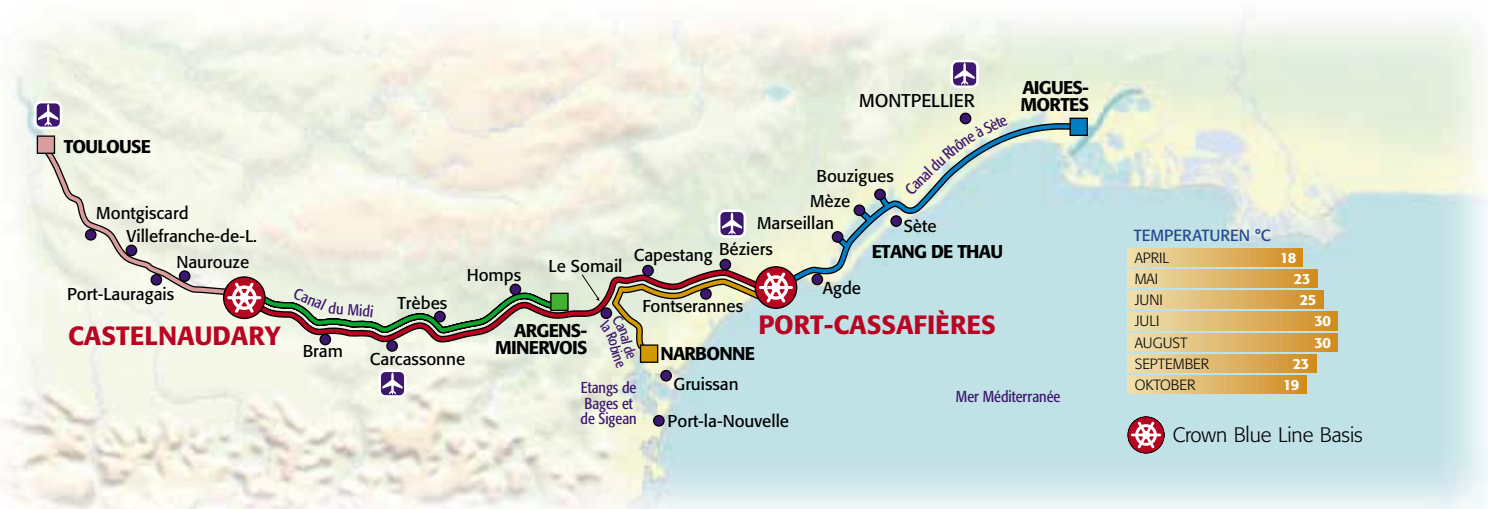 TOULOUSE
Montgiscard
Villefranche-de-L.
Naurouze
Port-Lauragais
CASTELNAUDARY
Canal du Midi
Bram
Trèbes
Carcassonne
Homps
ARGENS-
MINERVOIS
Le Somail
Canal de
la Robine
Capestang
Béziers
Fontserannes
NARBONNE
Gruissan
Etangs de
Bages et
de Sigean
Port-la-Nouvelle
PORT-CASSAFIÈRES
Agde
Marseillan
Mèze
Bouzigues
Sète
ETANG DE THAU
Canal du Rhône à Sète
MONTPELLIER
AIGUES-
MORTES
Mer Méditerranée
TEMPERATUREN °C
APRIL 18
MAI 23
JUNI 25
JULI 30
AUGUST 30
SEPTEMBER 23
OKTOBER 19
Crown Blue Line Basis